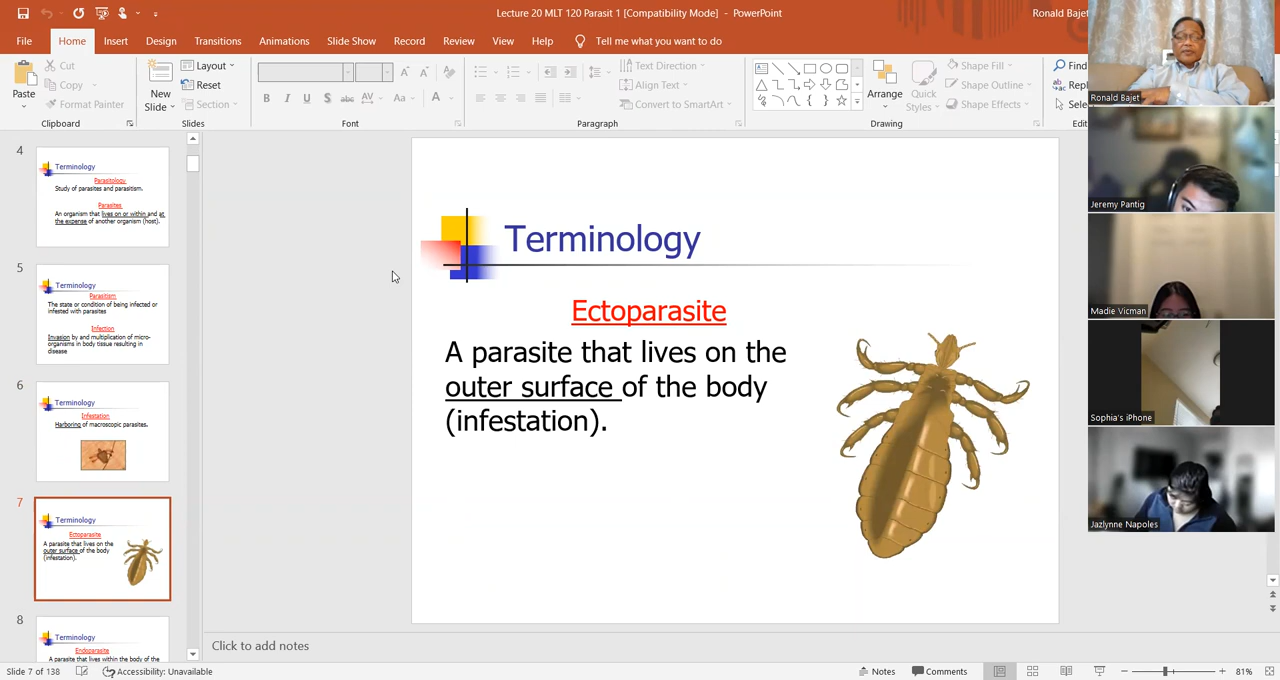 Lecture 20 MLT 120 Parasit 1 [Compatibility Mode] - PowerPoint
Ronald Bajet
File Home Insert Design Transitions Animations Slide Show Record Review View Help Tell me what you want to do
Paste
Cut
Copy
Format Painter
Clipboard
New Slide
Layout
Reset
Section
Slides
B I U S abc AV Aa A
Font
Text Direction
Align Text
Convert to SmartArt
Paragraph
Arrange
Quick Styles
Shape Fill
Shape Outline
Shape Effects
Drawing
Find
Repl
Sele
Edit
4
Terminology
Parasitology
Study of parasites and parasitism.
Parasites
An organism that lives on or within and at
the expense of another organism (host).
5
Terminology
Parasitism
The state or condition of being infected or
infested with parasites
Infection
Invasion by and multiplication of micro-
organisms in body tissue resulting in
disease
6
Terminology
Infestation
Harboring of macroscopic parasites.
7
Terminology
Ectoparasite
A parasite that lives on the
outer surface of the body
(infestation).
8
Terminology
Endoparasite
A parasite that lives within the body of the
Terminology
Ectoparasite
A parasite that lives on the
outer surface of the body
(infestation).
Click to add notes
Ronald Bajet
Jeremy Pantig
Madie Vicman
Sophia's iPhone
Jazlynne Napoles
Slide 7 of 138
Accessibility: Unavailable
Notes
Comments
81%